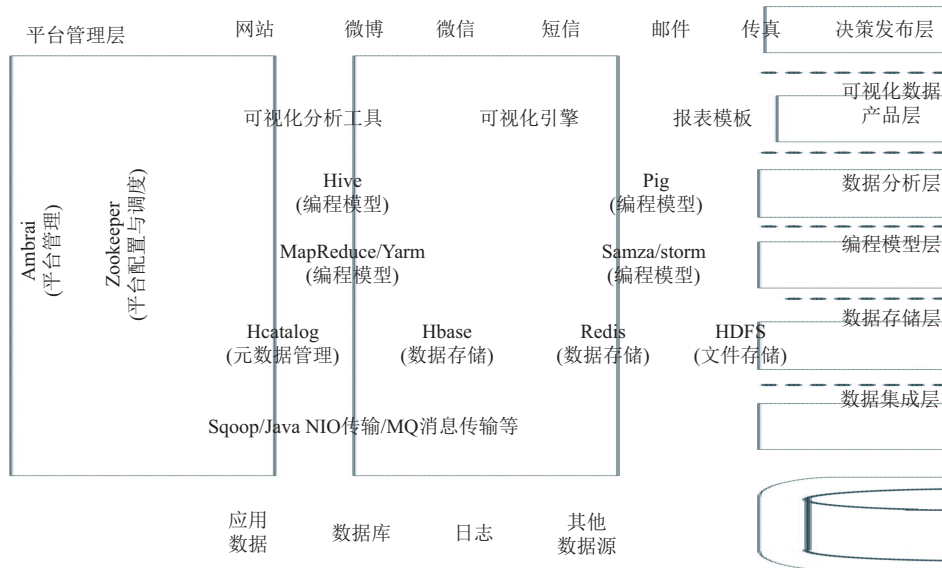 平台管理层 网站 微博 微信 短信 邮件 传真 决策发布层
可视化数据
产品层
可视化分析工具 可视化引擎 报表模板
Hive
(编程模型)
Pig
(编程模型)
数据分析层
Ambrai
(平台管理)
Zookeeper
(平台配置与调度)
MapReduce/Yarm
(编程模型)
Samza/storm
(编程模型)
编程模型层
Hcatalog
(元数据管理)
Hbase
(数据存储)
Redis
(数据存储)
HDFS
(文件存储)
数据存储层
数据集成层
Sqoop/Java NIO传输/MQ消息传输等
应用
数据
数据库
日志
其他
数据源